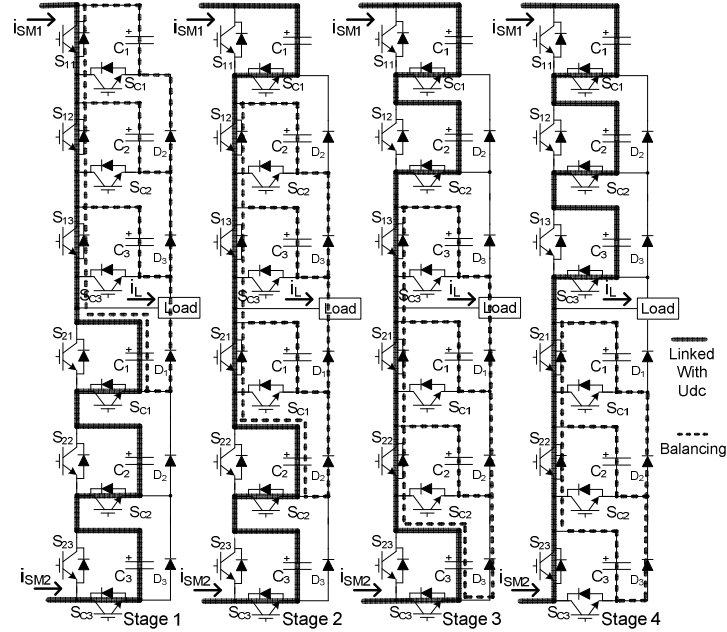 iSM1
S11
C1
SC1
S12
C2
D2
SC2
S13
C3
D3
SC3
iL
Load
S21
C1
D1
SC1
S22
C2
D2
SC2
S23
C3
D3
iSM2
SC3
Stage 1
iSM1
S11
C1
SC1
S12
C2
D2
SC2
S13
C3
D3
SC3
iL
Load
S21
C1
D1
SC1
S22
C2
D2
SC2
S23
C3
D3
iSM2
SC3
Stage 2
iSM1
S11
C1
SC1
S12
C2
D2
SC2
S13
C3
D3
SC3
iL
Load
S21
C1
D1
SC1
S22
C2
D2
SC2
S23
C3
D3
iSM2
SC3
Stage 3
iSM1
S11
C1
SC1
S12
C2
D2
SC2
S13
C3
D3
SC3
iL
Load
S21
C1
D1
SC1
S22
C2
D2
SC2
S23
C3
D3
iSM2
SC3
Stage 4
Linked
With
Udc
Balancing